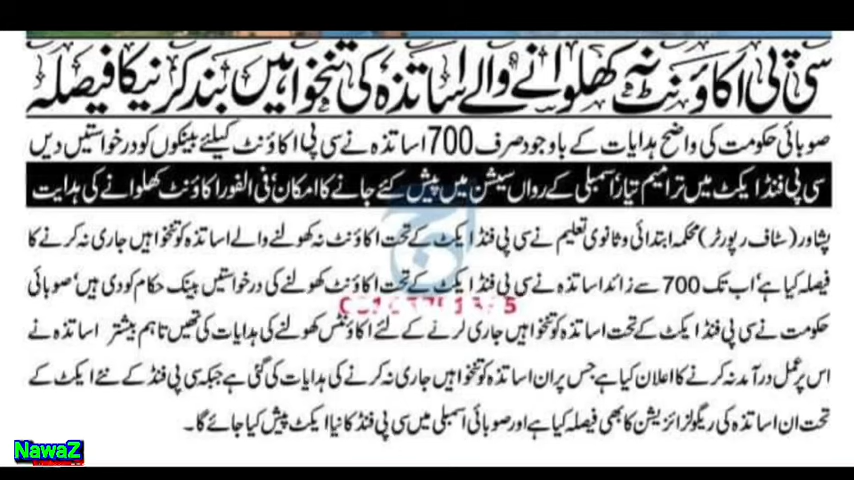 سی پی اکاؤنٹ نہ کھلوانے والے اساتذہ کی تنخواہیں بند کرنیکا فیصلہ
صوبائی حکومت کی واضح ہدایات کے باوجود صرف 700 اساتذہ نے سی پی اکاؤنٹ کیلئے بینکوں کو درخواستیں دیں
سی پی فنڈ ایکٹ میں ترامیم تیار، اسمبلی کے رواں سیشن میں پیش کئے جانے کا امکان، فی الفور اکاؤنٹ کھلوانے کی ہدایت
پشاور (سٹاف رپورٹر) محکمہ ابتدائی و ثانوی تعلیم نے سی پی فنڈ ایکٹ کے تحت اکاؤنٹ نہ کھولنے والے اساتذہ کو تنخواہیں جاری نہ کرنے کا
فیصلہ کیا ہے، اب تک 700 سے زائد اساتذہ نے سی پی فنڈ ایکٹ کے تحت اکاؤنٹ کھولنے کی درخواستیں بینک حکام کو دی ہیں، صوبائی
حکومت نے سی پی فنڈ ایکٹ کے تحت اساتذہ کو تنخواہیں جاری کرنے کے لئے اکاؤنٹس کھولنے کی ہدایات کی تھیں تاہم بیشتر اساتذہ نے
اس پر عمل درآمد نہ کرنے کا اعلان کیا ہے جس پر ان اساتذہ کو تنخواہیں جاری نہ کرنے کی ہدایات کی گئی ہے جبکہ سی پی فنڈ کے نئے ایکٹ کے
تحت ان اساتذہ کی ریگولرائزیشن کا بھی فیصلہ کیا ہے اور صوبائی اسمبلی میں سی پی فنڈ کا نیا ایکٹ پیش کیا جائے گا۔
NawaZ